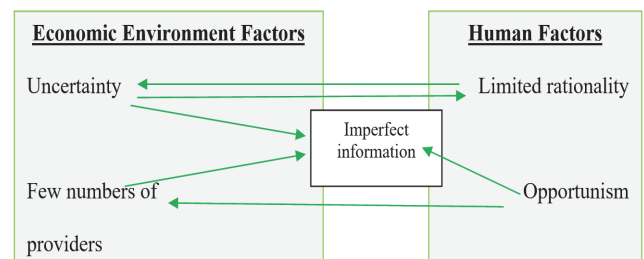 Economic Environment Factors
Human Factors
Uncertainty
Limited rationality
Imperfect
information
Few numbers of
Opportunism
providers